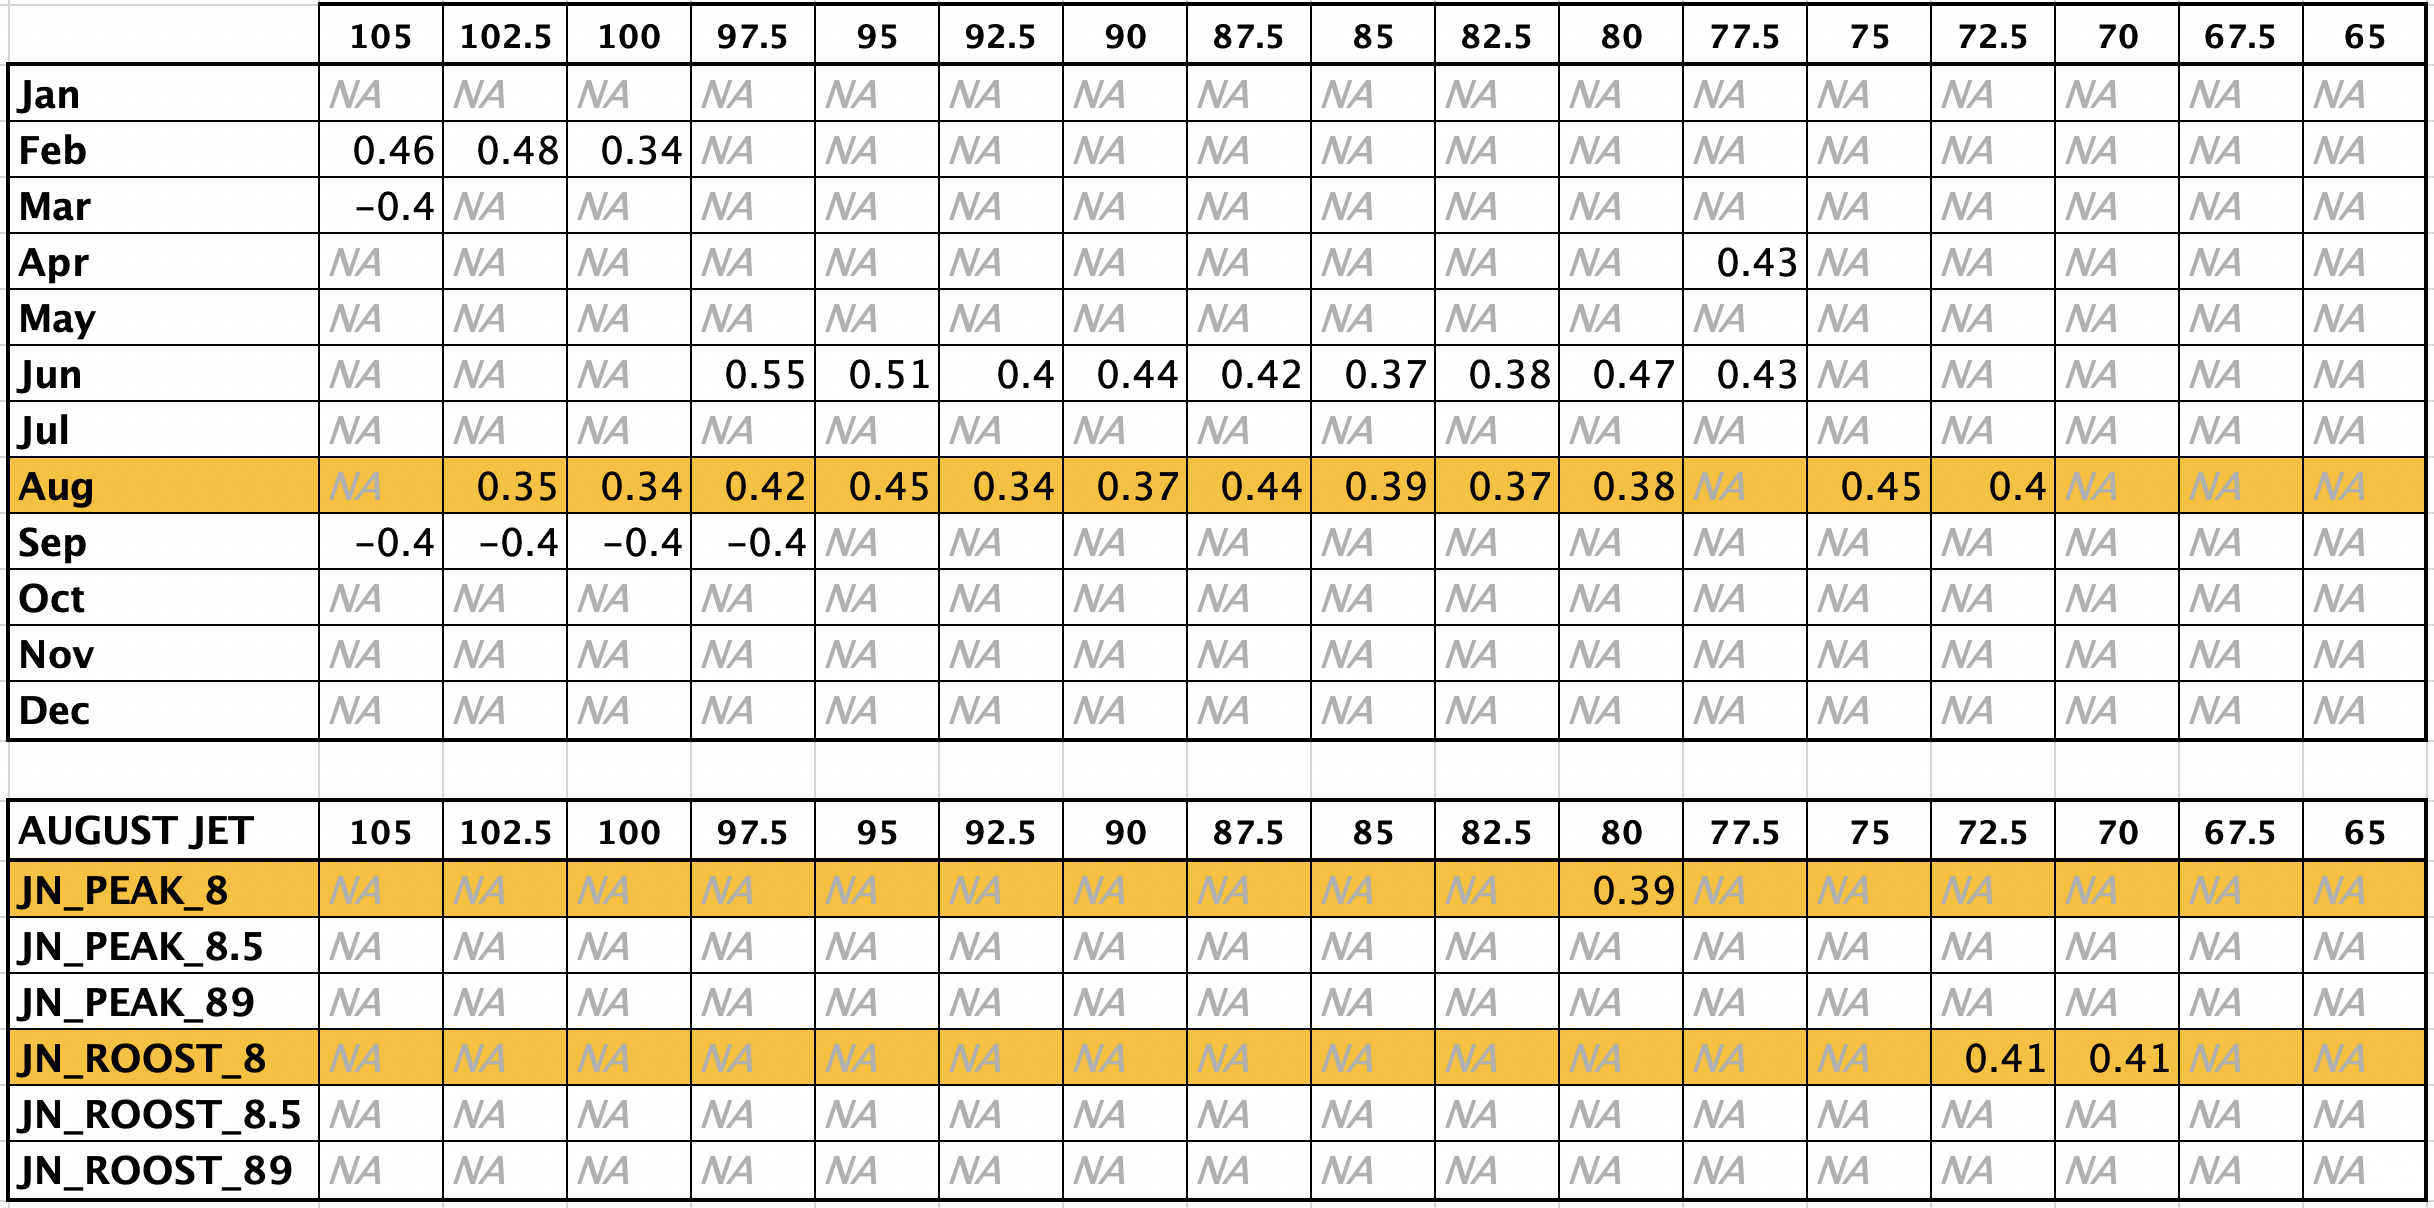 105 102.5 100 97.5 95 92.5 90 87.5 85 82.5 80 77.5 75 72.5 70 67.5 65
Jan NA NA NA NA NA NA NA NA NA NA NA NA NA NA NA NA NA
Feb 0.46 0.48 0.34 NA NA NA NA NA NA NA NA NA NA NA NA NA NA
Mar −0.4 NA NA NA NA NA NA NA NA NA NA NA NA NA NA NA NA
Apr NA NA NA NA NA NA NA NA NA NA NA 0.43 NA NA NA NA NA
May NA NA NA NA NA NA NA NA NA NA NA NA NA NA NA NA NA
Jun NA NA NA 0.55 0.51 0.4 0.44 0.42 0.37 0.38 0.47 0.43 NA NA NA NA NA
Jul NA NA NA NA NA NA NA NA NA NA NA NA NA NA NA NA NA
Aug NA 0.35 0.34 0.42 0.45 0.34 0.37 0.44 0.39 0.37 0.38 NA 0.45 0.4 NA NA NA
Sep −0.4 −0.4 −0.4 −0.4 NA NA NA NA NA NA NA NA NA NA NA NA NA
Oct NA NA NA NA NA NA NA NA NA NA NA NA NA NA NA NA NA
Nov NA NA NA NA NA NA NA NA NA NA NA NA NA NA NA NA NA
Dec NA NA NA NA NA NA NA NA NA NA NA NA NA NA NA NA NA
AUGUST JET 105 102.5 100 97.5 95 92.5 90 87.5 85 82.5 80 77.5 75 72.5 70 67.5 65
JN_PEAK_8 NA NA NA NA NA NA NA NA NA NA 0.39 NA NA NA NA NA NA
JN_PEAK_8.5 NA NA NA NA NA NA NA NA NA NA NA NA NA NA NA NA NA
JN_PEAK_89 NA NA NA NA NA NA NA NA NA NA NA NA NA NA NA NA NA
JN_ROOST_8 NA NA NA NA NA NA NA NA NA NA NA NA NA 0.41 0.41 NA NA
JN_ROOST_8.5 NA NA NA NA NA NA NA NA NA NA NA NA NA NA NA NA NA
JN_ROOST_89 NA NA NA NA NA NA NA NA NA NA NA NA NA NA NA NA NA